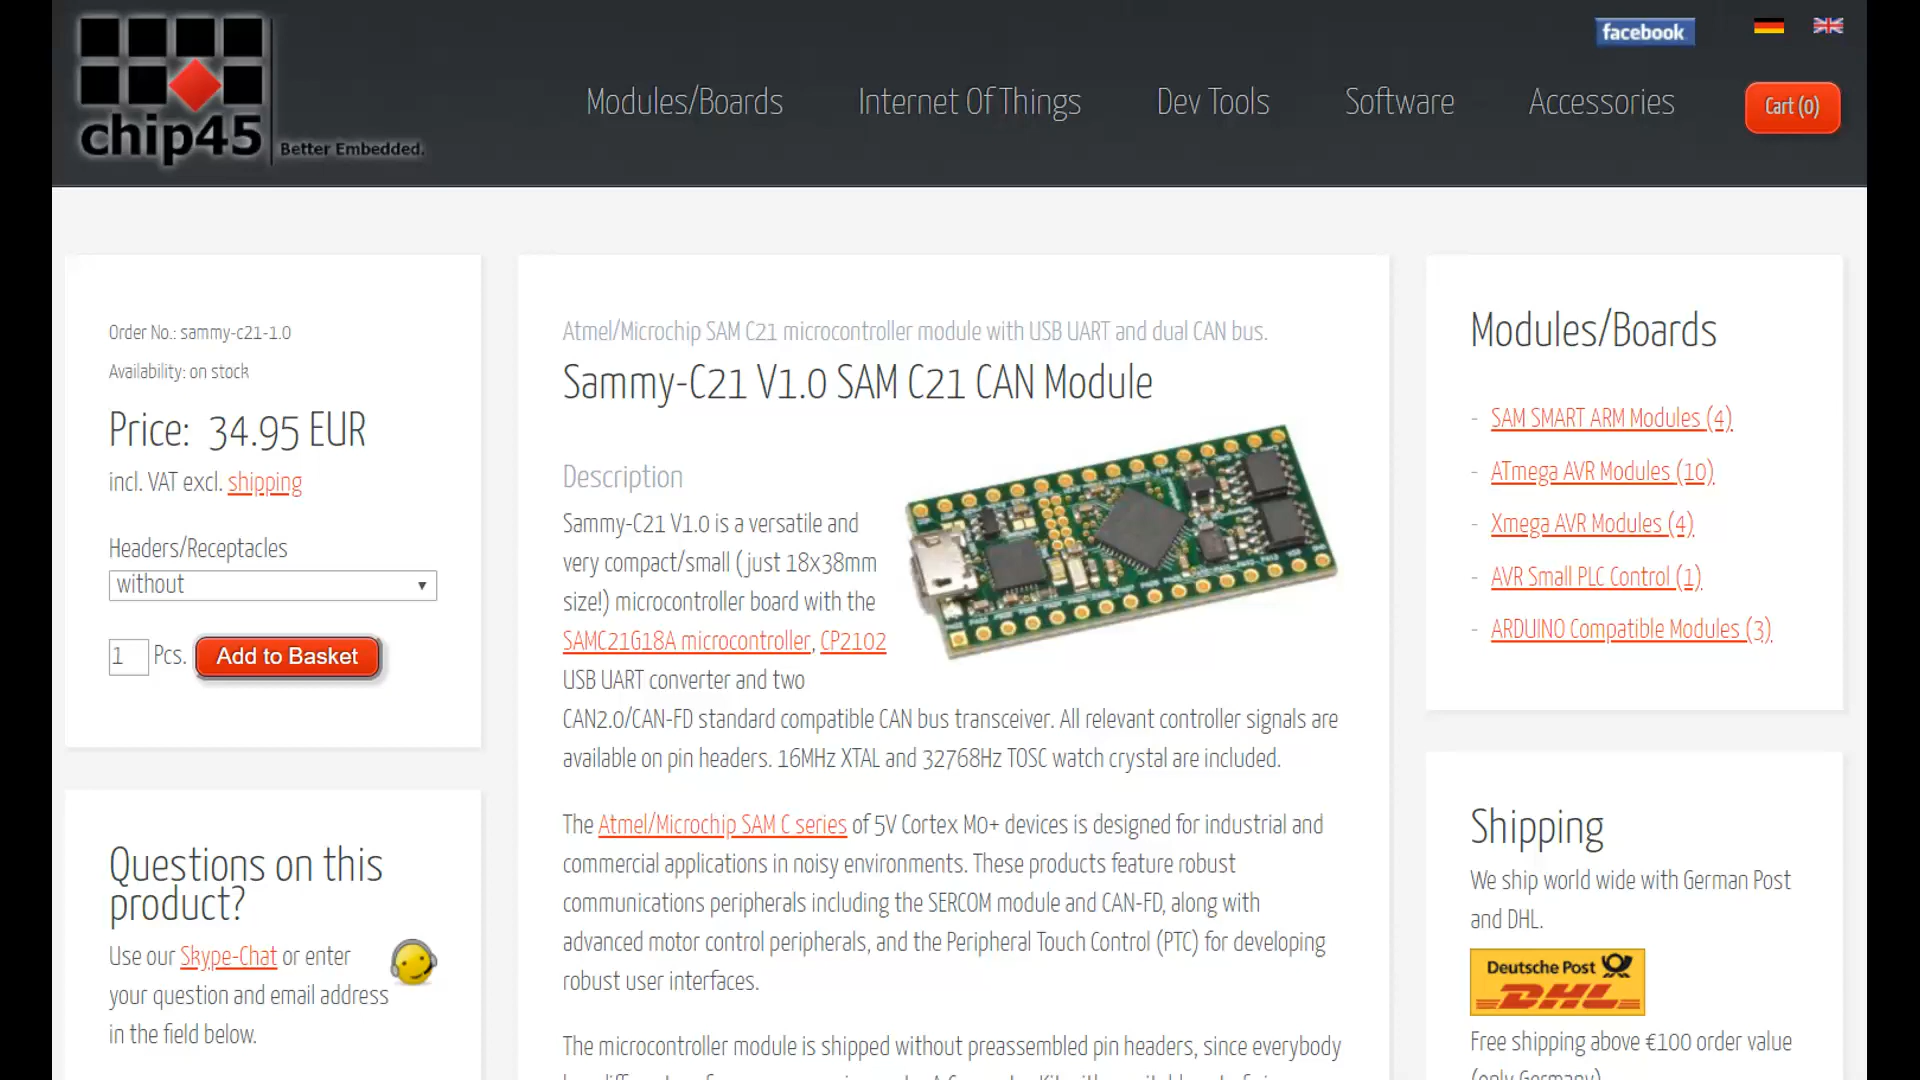 facebook
chip45 Better Embedded.
Modules/Boards Internet Of Things Dev Tools Software Accessories Cart (0)
Order No.: sammy-c21-1.0
Availability: on stock
Price: 34.95 EUR
incl. VAT excl. shipping
Headers/Receptacles
without
1 Pcs. Add to Basket
Questions on this
product?
Use our Skype-Chat or enter
your question and email address
in the field below.
Atmel/Microchip SAM C21 microcontroller module with USB UART and dual CAN bus.
Sammy-C21 V1.0 SAM C21 CAN Module
Description
Sammy-C21 V1.0 is a versatile and
very compact/small (just 18x38mm
size!) microcontroller board with the
SAMC21G18A microcontroller, CP2102
USB UART converter and two
CAN2.0/CAN-FD standard compatible CAN bus transceiver. All relevant controller signals are
available on pin headers. 16MHz XTAL and 32768Hz TOSC watch crystal are included.
The Atmel/Microchip SAM C series of 5V Cortex M0+ devices is designed for industrial and
commercial applications in noisy environments. These products feature robust
communications peripherals including the SERCOM module and CAN-FD, along with
advanced motor control peripherals, and the Peripheral Touch Control (PTC) for developing
robust user interfaces.
The microcontroller module is shipped without preassembled pin headers, since everybody
Modules/Boards
- SAM SMART ARM Modules (4)
- ATmega AVR Modules (10)
- Xmega AVR Modules (4)
- AVR Small PLC Control (1)
- ARDUINO Compatible Modules (3)
Shipping
We ship world wide with German Post
and DHL.
Deutsche Post
DHL
Free shipping above €100 order value
(only Germany)